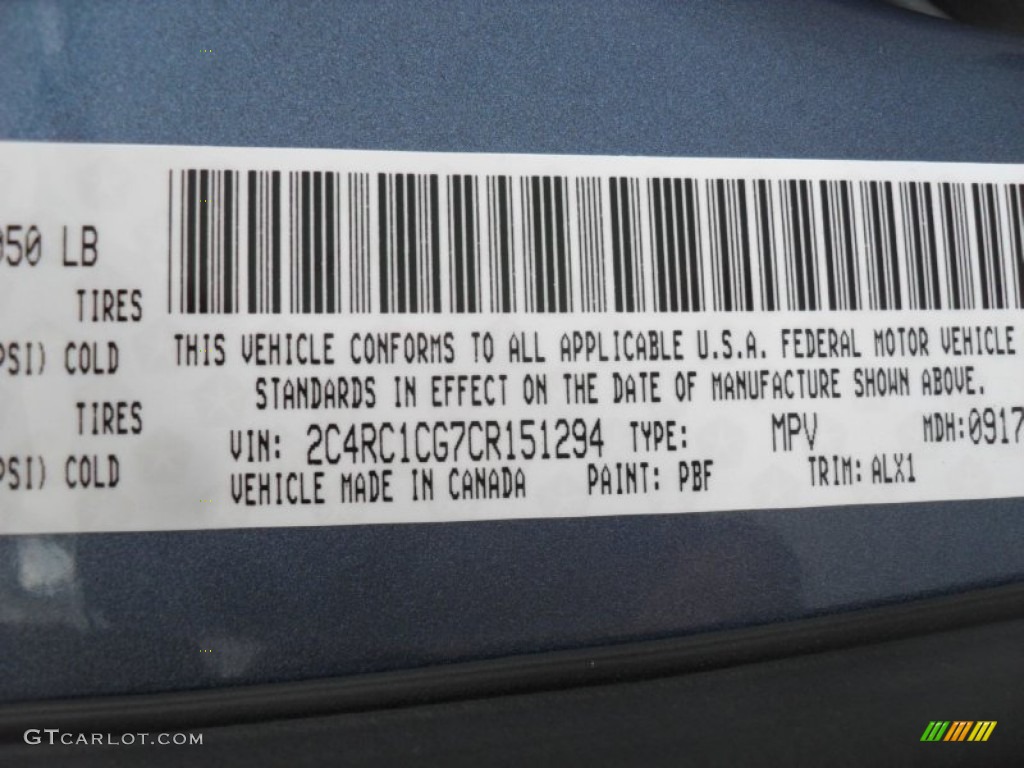 050 LB
TIRES
PSI) COLD
TIRES
PSI) COLD
THIS VEHICLE CONFORMS TO ALL APPLICABLE U.S.A. FEDERAL MOTOR VEHICLE
STANDARDS IN EFFECT ON THE DATE OF MANUFACTURE SHOWN ABOVE.
VIN: 2C4RC1CG7CR151294 TYPE: MPV MDH:0917
VEHICLE MADE IN CANADA PAINT: PBF TRIM: ALX1
GTCARLOT.COM